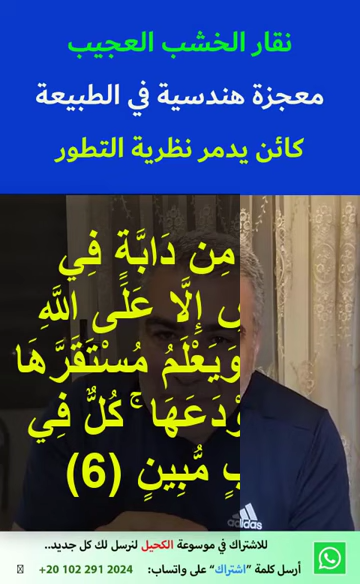 نقار الخشب العجيب
معجزة هندسية في الطبيعة
كائن يدمر نظرية التطور
مِن دَابَّةٍ فِي
إِلَّا عَلَى اللَّهِ
وَيَعْلَمُ مُسْتَقَرَّهَا
كُلٌّ فِي
مُّبِينٍ (6)
adidas
للاشتراك في موسوعة الكحيل لنرسل لك كل جديد..
أرسل كلمة "اشتراك" على واتساب: +20 102 291 2024